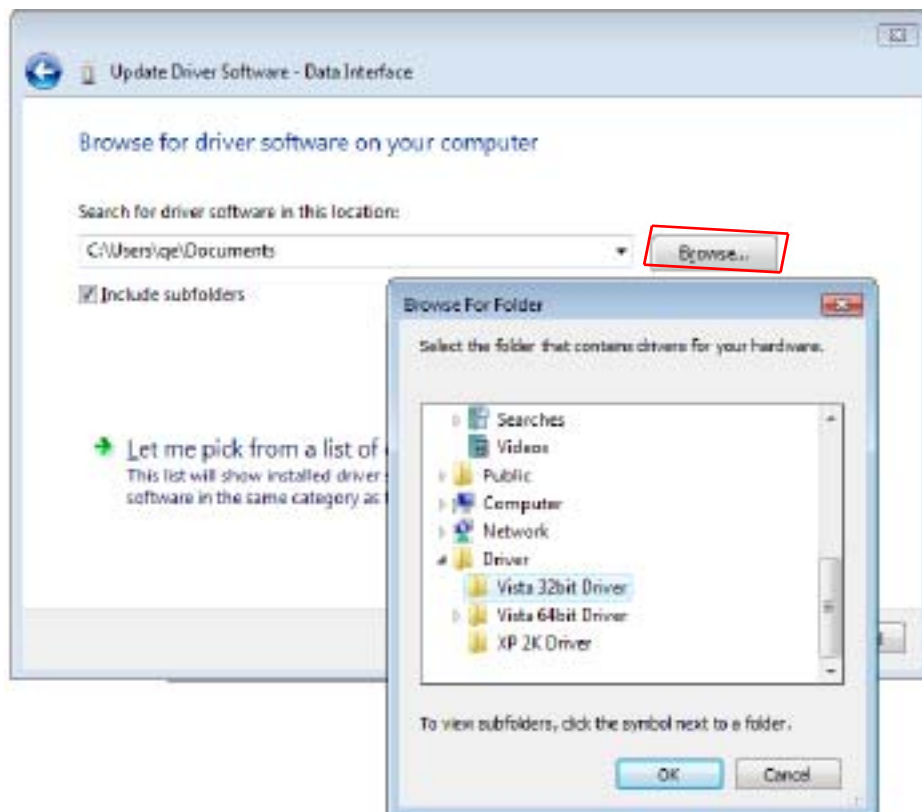 Update Driver Software - Data Interface
Browse for driver software on your computer
Search for driver software in this location:
C:\Users\qe\Documents
Browse...
Include subfolders
Let me pick from a list of
This list will show installed driver
software in the same category as
Browse For Folder
Select the folder that contains drivers for your hardware.
Searches
Videos
Public
Computer
Network
Driver
Vista 32bit Driver
Vista 64bit Driver
XP 2K Driver
To view subfolders, click the symbol next to a folder.
OK
Cancel